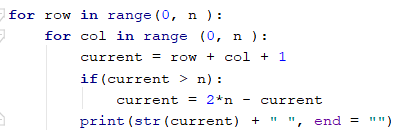 for row in range(0, n ):
    for col in range (0, n ):
        current = row + col + 1
        if(current > n):
            current = 2*n - current
        print(str(current) + " ", end = "")